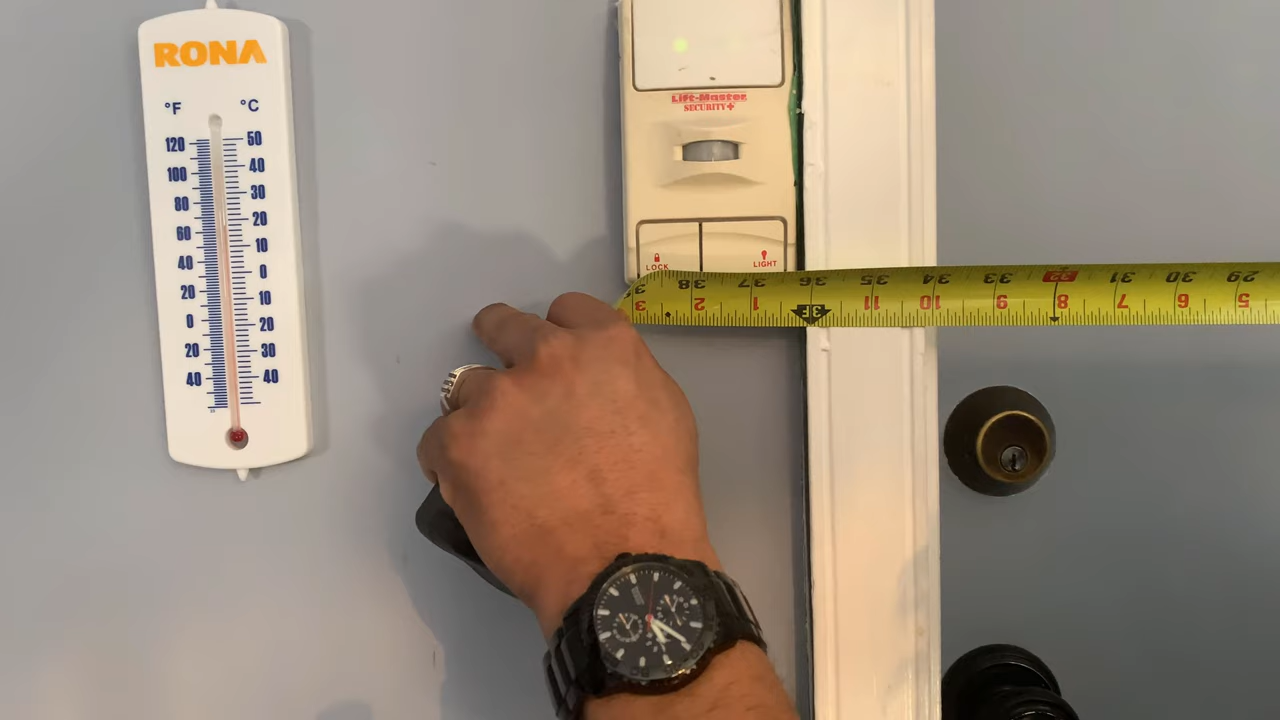 RONA
°F °C
120 50
100 40
80 30
60 20
40 10
20 0
0 10
20 20
40 30
40
Lift-Master
SECURITY+
LOCK LIGHT
3 38 37 36 35 34 33 32 31 30 29
3 2 1 3F 11 10 9 8 7 6 5